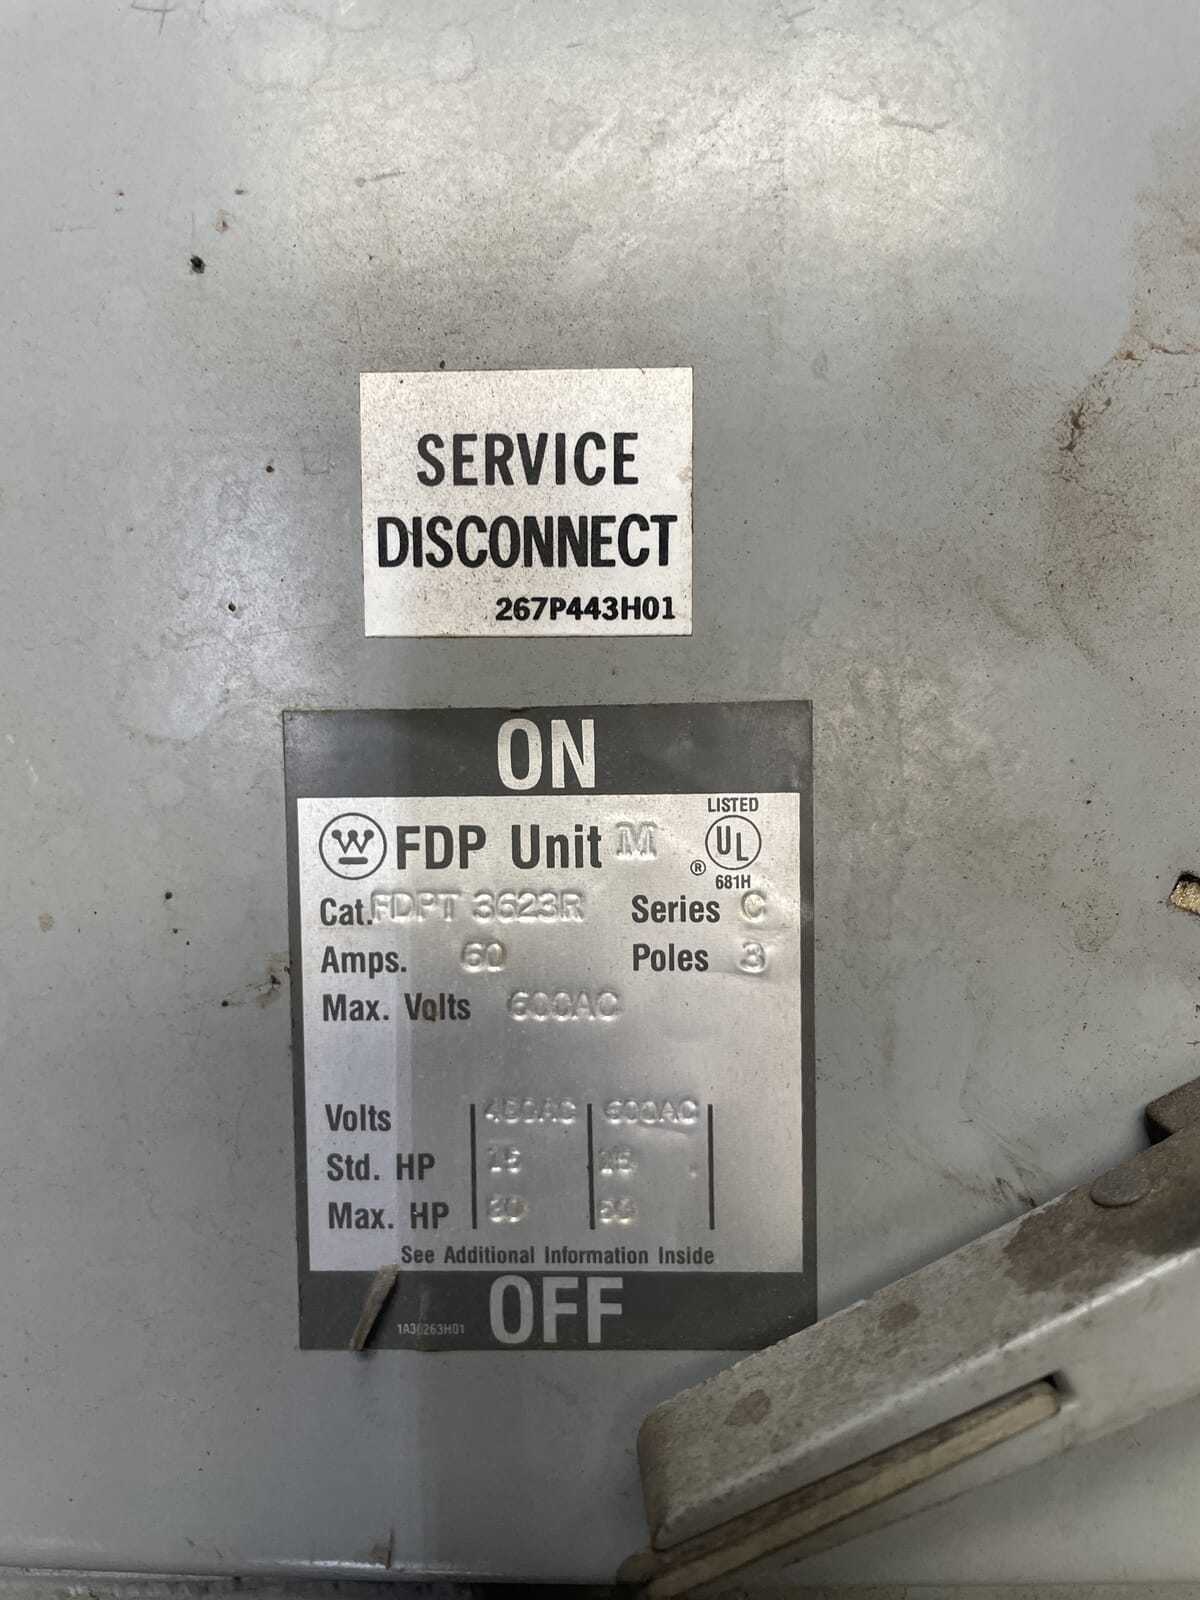 SERVICE
DISCONNECT
267P443H01
ON
LISTED
W FDP Unit M UL
®
681H
Cat. FDPT 3623R Series C
Amps. 60 Poles 3
Max. Volts 600AC
Volts 480AC 600AC
Std. HP 15
Max. HP
See Additional Information Inside
OFF
1A30263H01